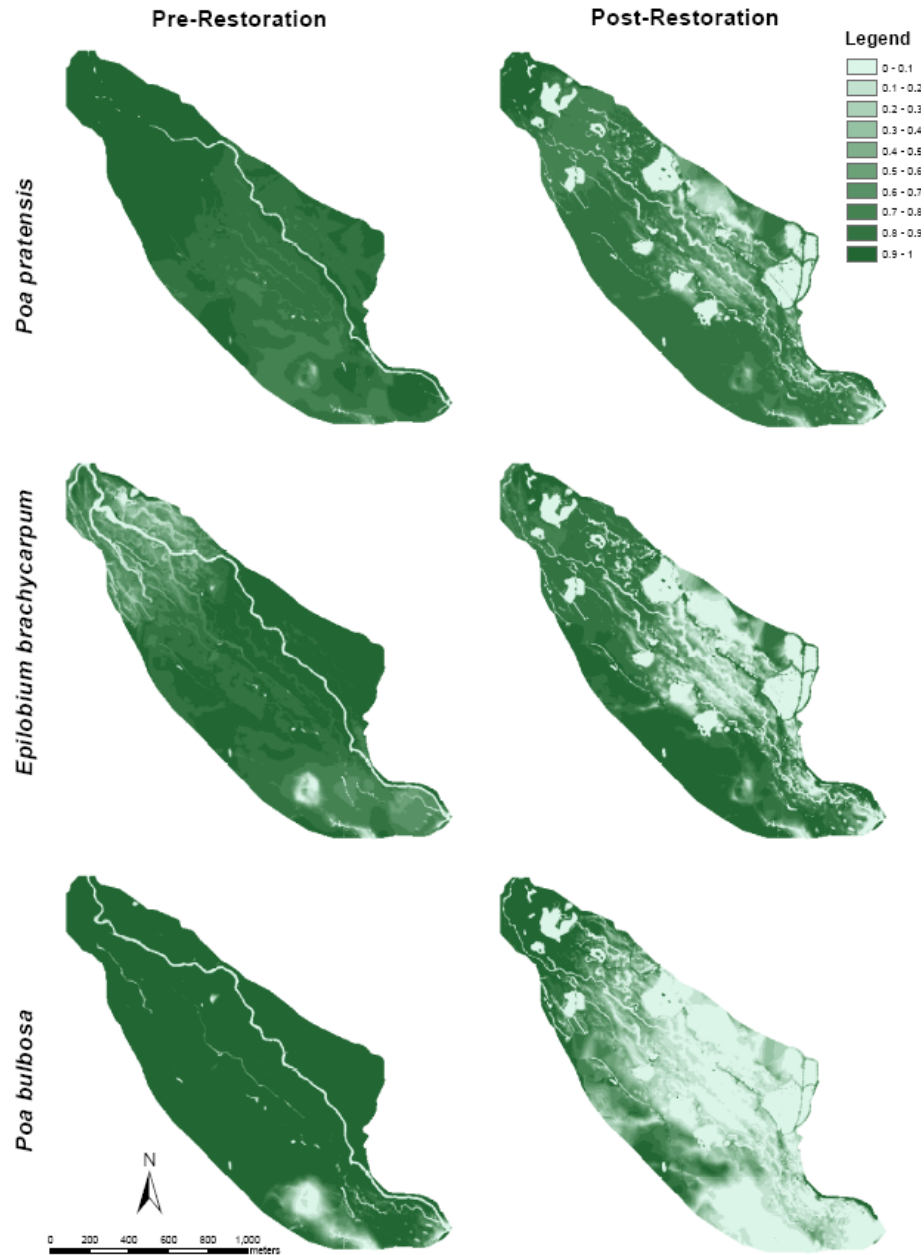 Pre-Restoration
Post-Restoration
Legend
0 - 0.1
0.1 - 0.2
0.2 - 0.3
0.3 - 0.4
0.4 - 0.5
0.5 - 0.6
0.6 - 0.7
0.7 - 0.8
0.8 - 0.9
0.9 - 1
Poa pratensis
Epilobium brachycarpum
Poa bulbosa
N
0 200 400 600 800 1,000
meters